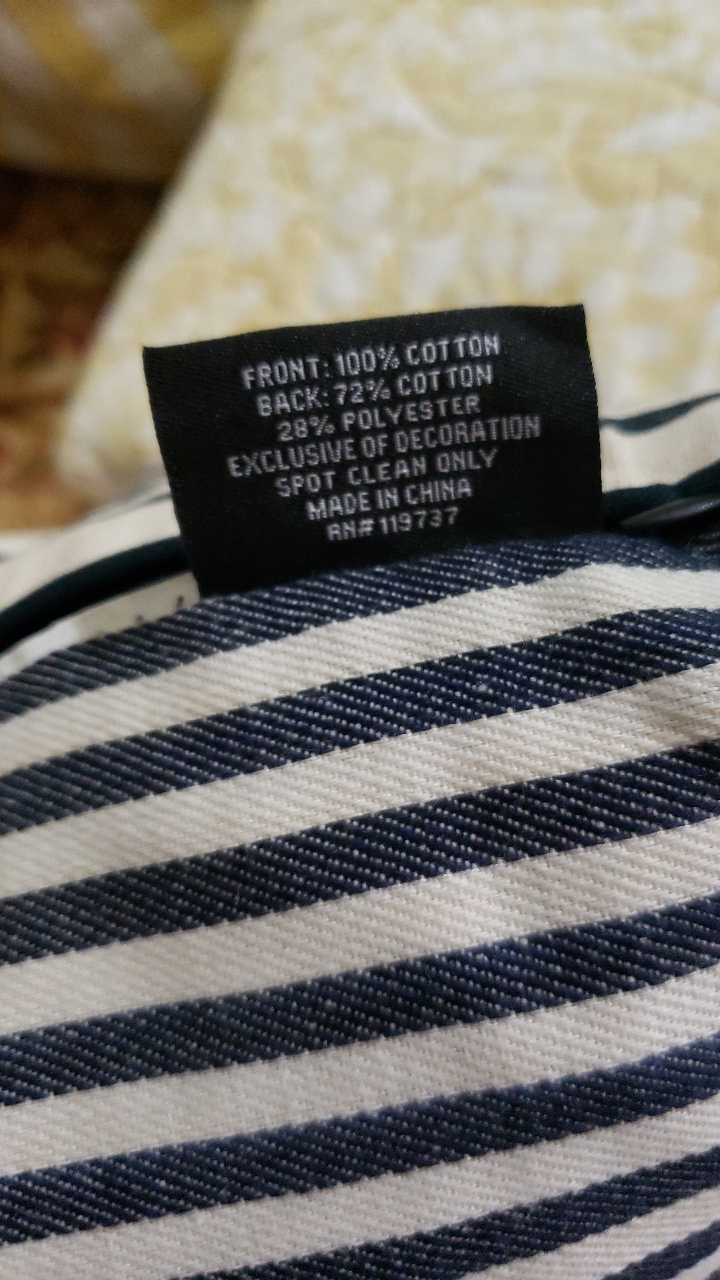 FRONT: 100% COTTON
BACK: 72% COTTON
28% POLYESTER
EXCLUSIVE OF DECORATION
SPOT CLEAN ONLY
MADE IN CHINA
RN# 119737